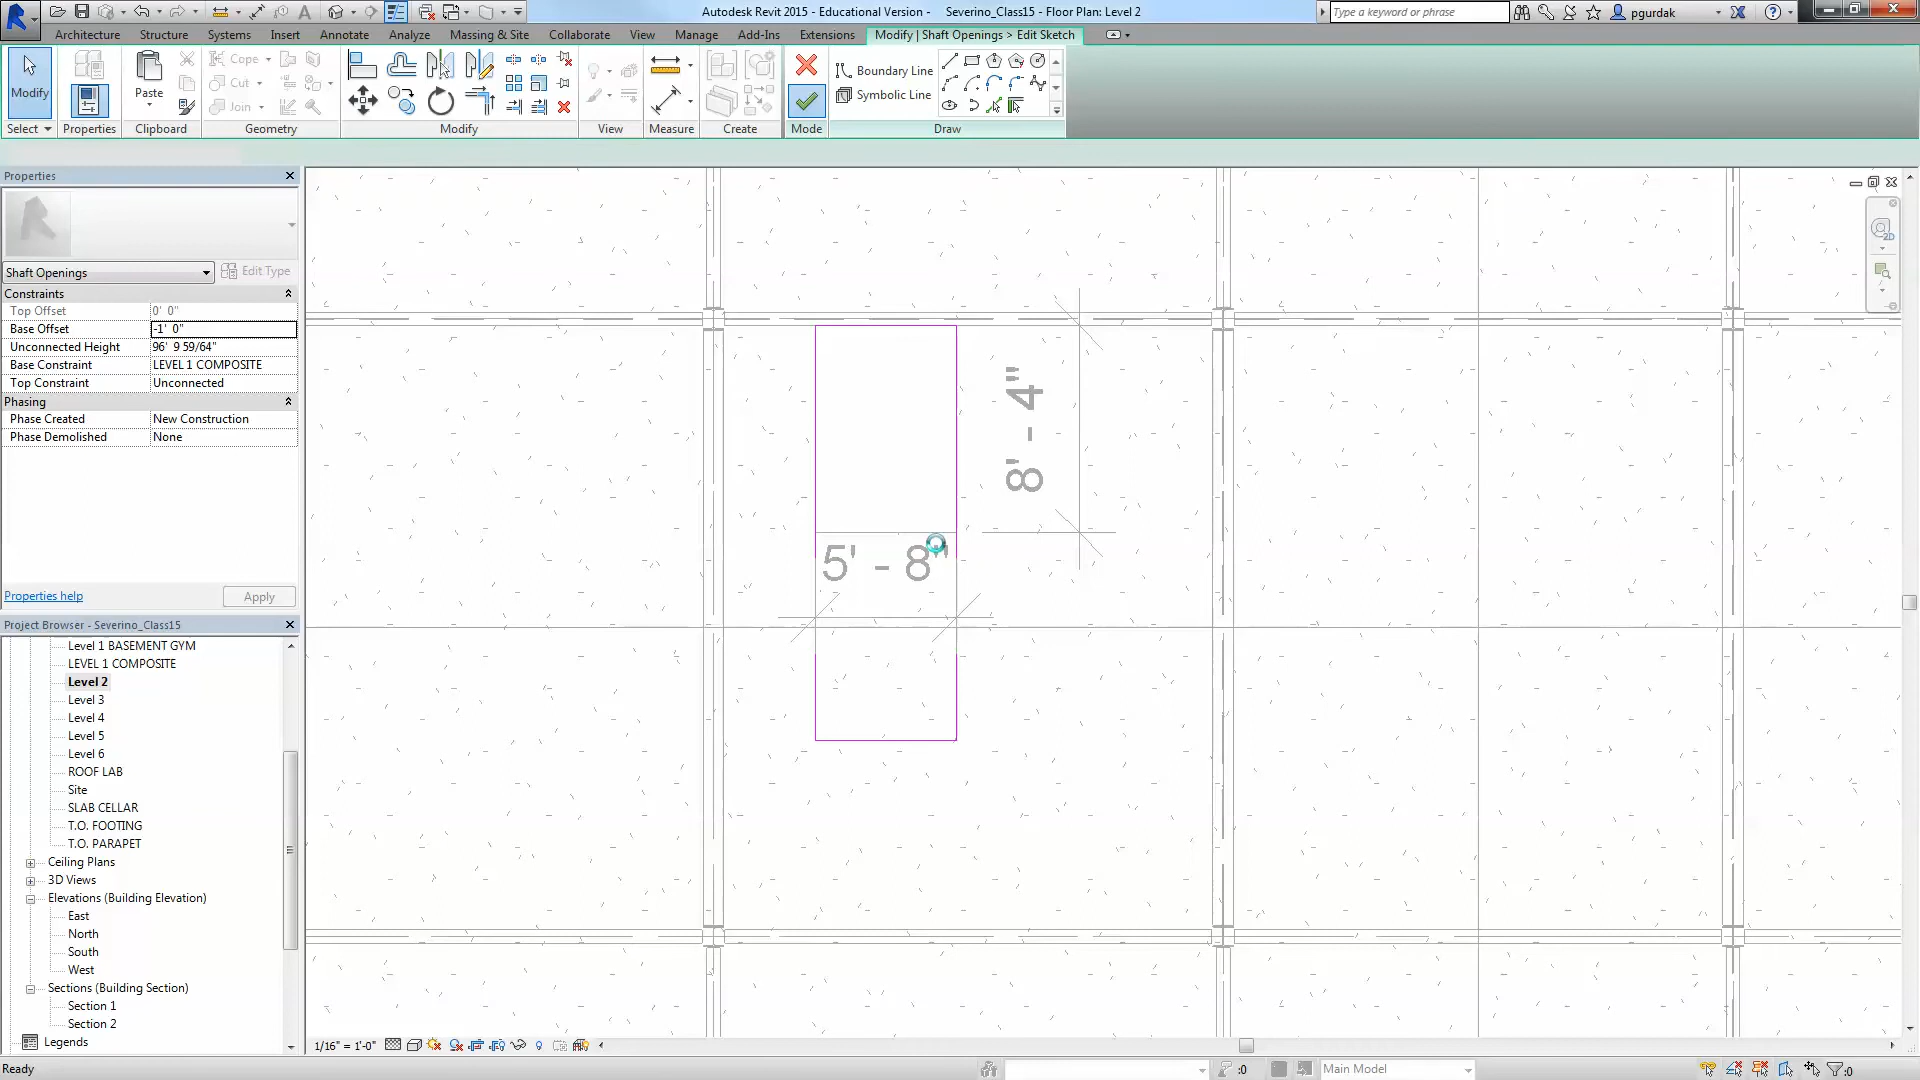 Autodesk Revit 2015 - Educational Version - Severino_Class15 - Floor Plan: Level 2
Type a keyword or phrase
pgurdak
Architecture Structure Systems Insert Annotate Analyze Massing & Site Collaborate View Manage Add-Ins Extensions Modify | Shaft Openings > Edit Sketch
Modify
Paste
Cope
Cut
Join
Boundary Line
Symbolic Line
Select Properties Clipboard Geometry Modify View Measure Create Mode Draw
Properties
Shaft Openings
Edit Type
Constraints
Top Offset 0' 0"
Base Offset -1' 0"
Unconnected Height 96' 9 59/64"
Base Constraint LEVEL 1 COMPOSITE
Top Constraint Unconnected
Phasing
Phase Created New Construction
Phase Demolished None
Properties help
Apply
Project Browser - Severino_Class15
Level 1 BASEMENT GYM
LEVEL 1 COMPOSITE
Level 2
Level 3
Level 4
Level 5
Level 6
ROOF LAB
Site
SLAB CELLAR
T.O. FOOTING
T.O. PARAPET
Ceiling Plans
3D Views
Elevations (Building Elevation)
East
North
South
West
Sections (Building Section)
Section 1
Section 2
Legends
8' - 4"
5' - 8"
2D
1/16" = 1'-0"
Ready
:0
Main Model
:0